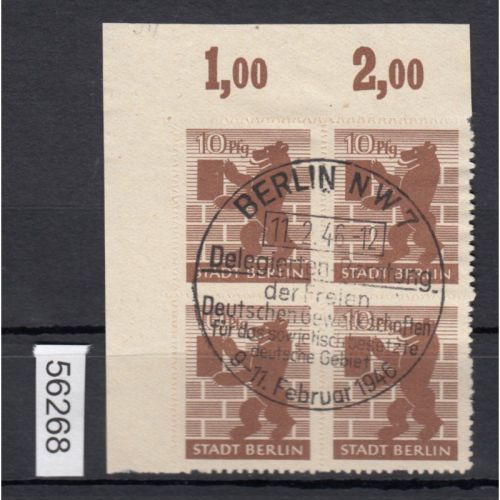 1,00 2,00
10 Pfg 10 Pfg
STADT BERLIN STADT BERLIN
BERLIN NW 7
11.2.46-12
der Freien
Deutschen Gewerkschaften
für das sowjetisch besetzte
deutsche Gebiet
9-11. Februar 1946
10 10
STADT BERLIN STADT BERLIN
56268